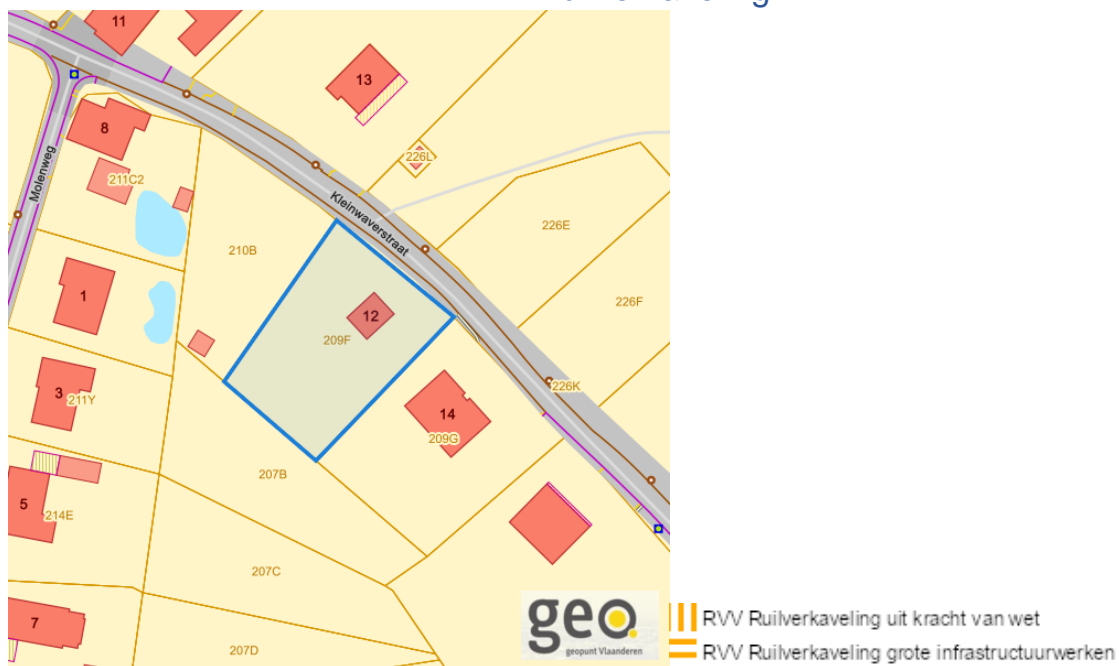 11
13
8
226L
Molenweg
211C2
Kleinwaverstraat
226E
210B
1
226F
12
209F
226K
3
211Y
14
209G
207B
5
214E
207C
7
207D
geo.
geopunt Vlaanderen
RVV Ruilverkaveling uit kracht van wet
RVV Ruilverkaveling grote infrastructuurwerken